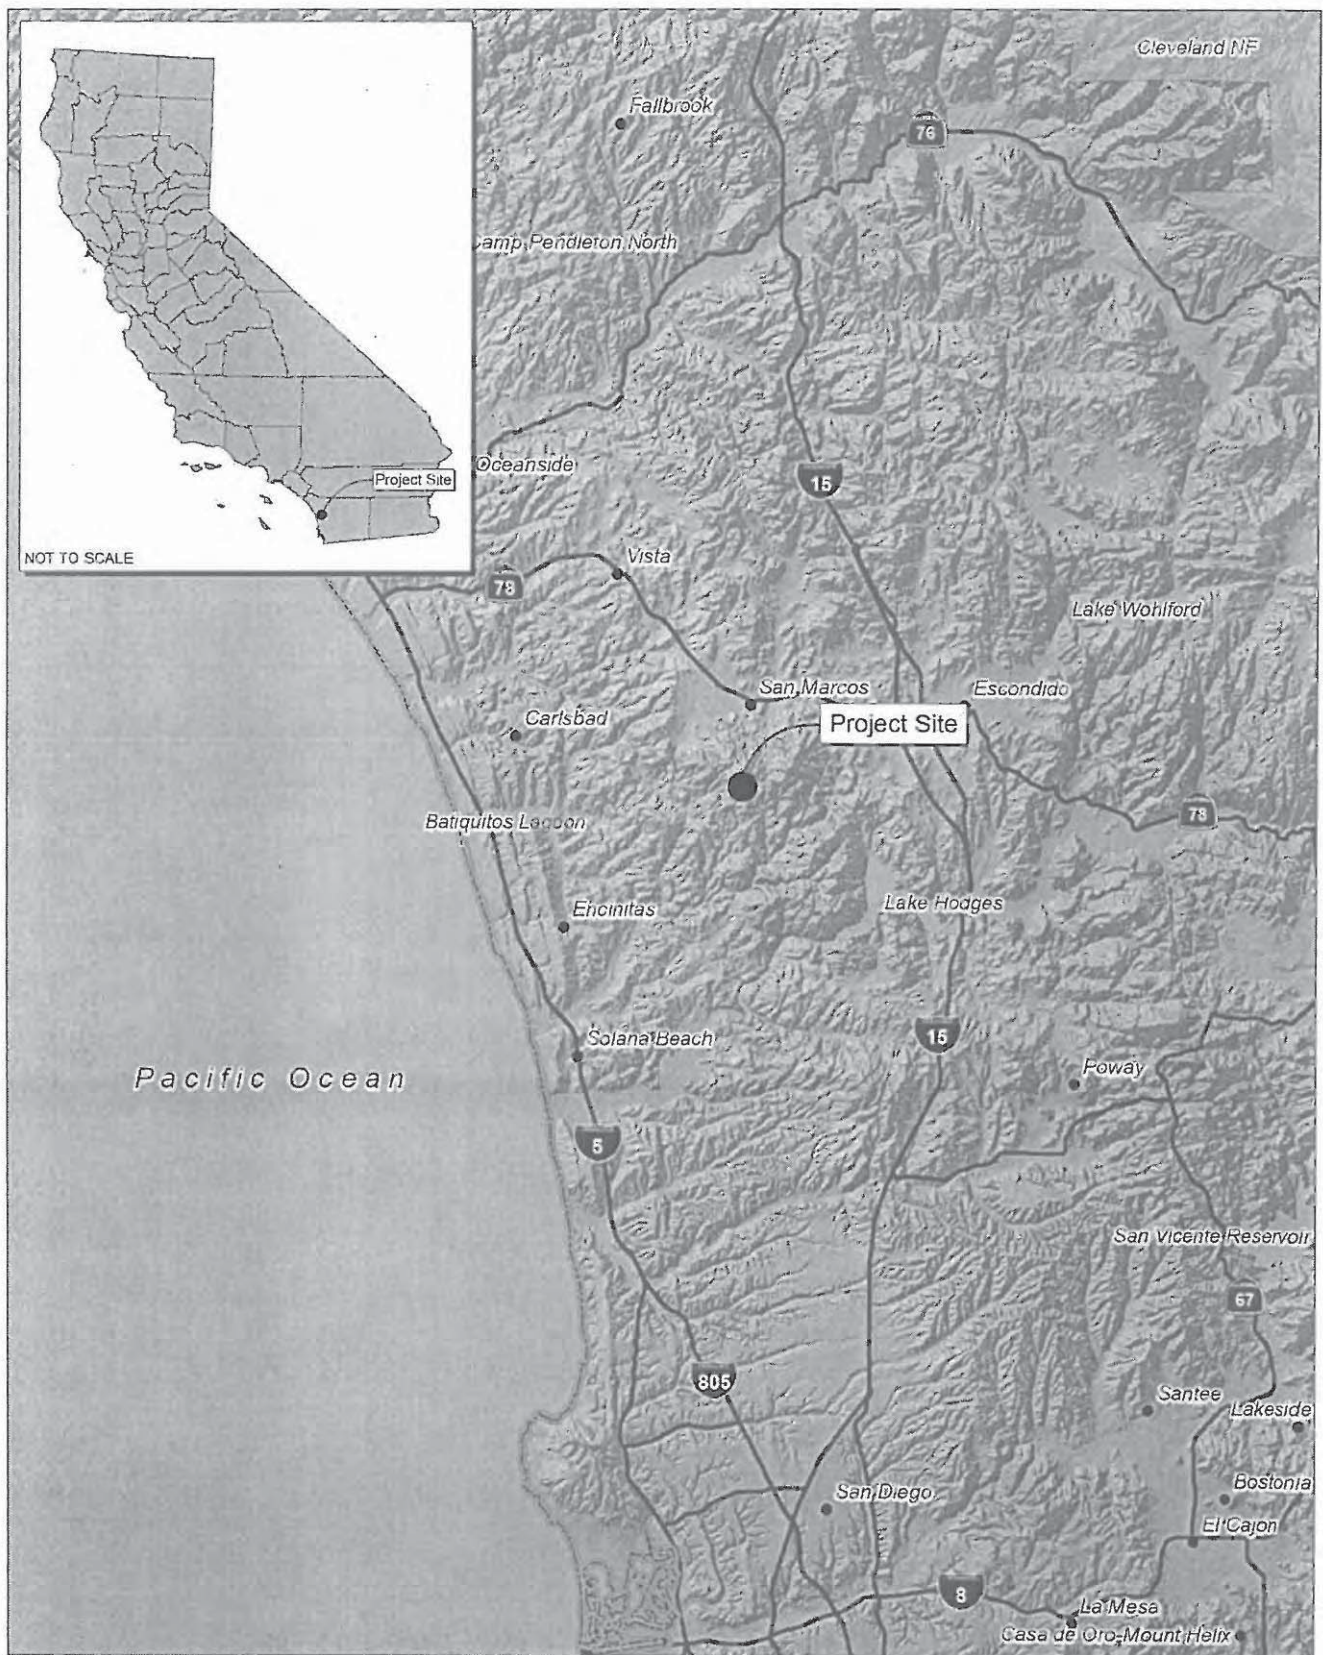 Cleveland NF
Fallbrook
76
Camp Pendleton North
Project Site
Oceanside
15
NOT TO SCALE
Vista
78
Lake Wohlford
San Marcos
Escondido
Carlsbad
Project Site
78
Batiquitos Lagoon
Lake Hodges
Encinitas
15
Solana Beach
Poway
Pacific Ocean
5
San Vicente Reservoir
67
805
Santee
Lakeside
San Diego
Bostonia
El Cajon
8
La Mesa
Casa de Oro-Mount Helix